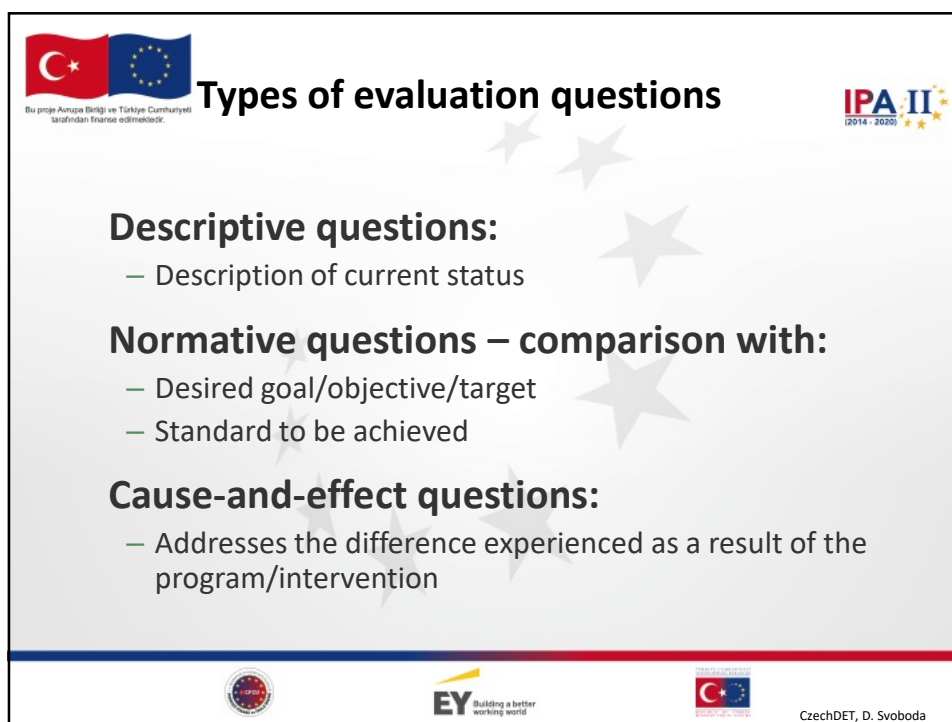 Bu proje Avrupa Birliği ve Türkiye Cumhuriyeti
tarafından finanse edilmektedir.
Types of evaluation questions
IPA II
(2014 - 2020)
Descriptive questions:
– Description of current status
Normative questions – comparison with:
– Desired goal/objective/target
– Standard to be achieved
Cause-and-effect questions:
– Addresses the difference experienced as a result of the
program/intervention
CFCU
EY Building a better
working world
CzechDET, D. Svoboda